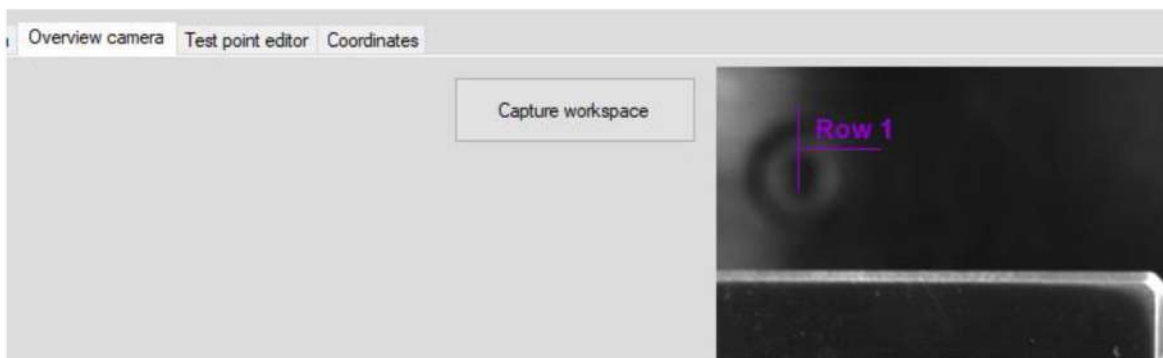 Overview camera
Test point editor
Coordinates
Capture workspace
Row 1